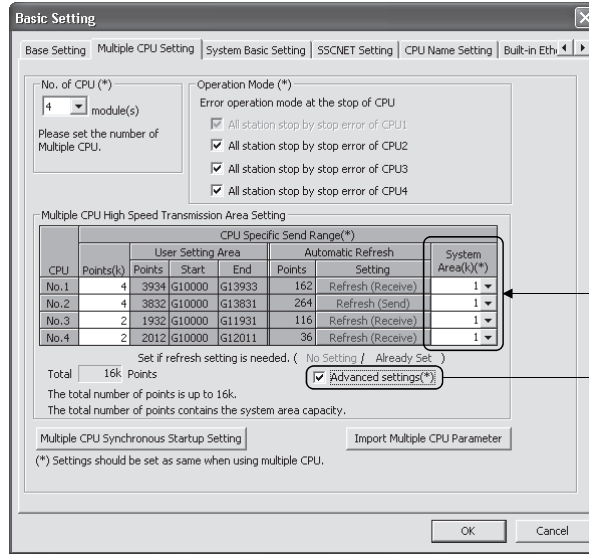 Basic Setting
Base Setting Multiple CPU Setting System Basic Setting SSCNET Setting CPU Name Setting Built-in Eth
No. of CPU (*)
4 module(s)
Please set the number of
Multiple CPU.
Operation Mode (*)
Error operation mode at the stop of CPU
All station stop by stop error of CPU1
All station stop by stop error of CPU2
All station stop by stop error of CPU3
All station stop by stop error of CPU4
Multiple CPU High Speed Transmission Area Setting
CPU Specific Send Range(*)
User Setting Area Automatic Refresh System Area(k)(*)
CPU Points(k) Points Start End Points Setting
No.1 4 3934 G10000 G13933 162 Refresh (Receive) 1
No.2 4 3832 G10000 G13831 264 Refresh (Send) 1
No.3 2 1932 G10000 G11931 116 Refresh (Receive) 1
No.4 2 2012 G10000 G12011 36 Refresh (Receive) 1
Set if refresh setting is needed. ( No Setting / Already Set )
Total 16k Points
Advanced settings(*)
The total number of points is up to 16k.
The total number of points contains the system area capacity.
Multiple CPU Synchronous Startup Setting Import Multiple CPU Parameter
(*) Settings should be set as same when using multiple CPU.
OK Cancel